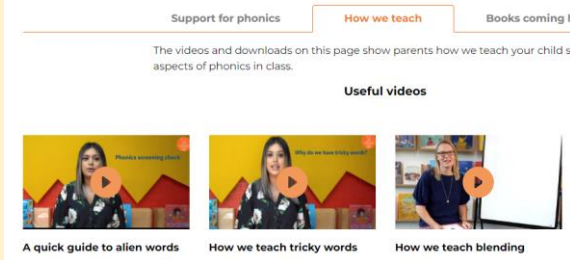 Support for phonics
How we teach
Books coming
The videos and downloads on this page show parents how we teach your child
aspects of phonics in class.
Useful videos
Phonics screening check
Why do we have tricky words?
A quick guide to alien words
How we teach tricky words
How we teach blending